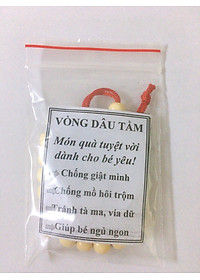 VÒNG DÂU TẰM
Món quà tuyệt vời
dành cho bé yêu!
Chống giật mình
Chống mồ hôi trộm
Tránh tà ma, vía dữ
Giúp bé ngủ ngon